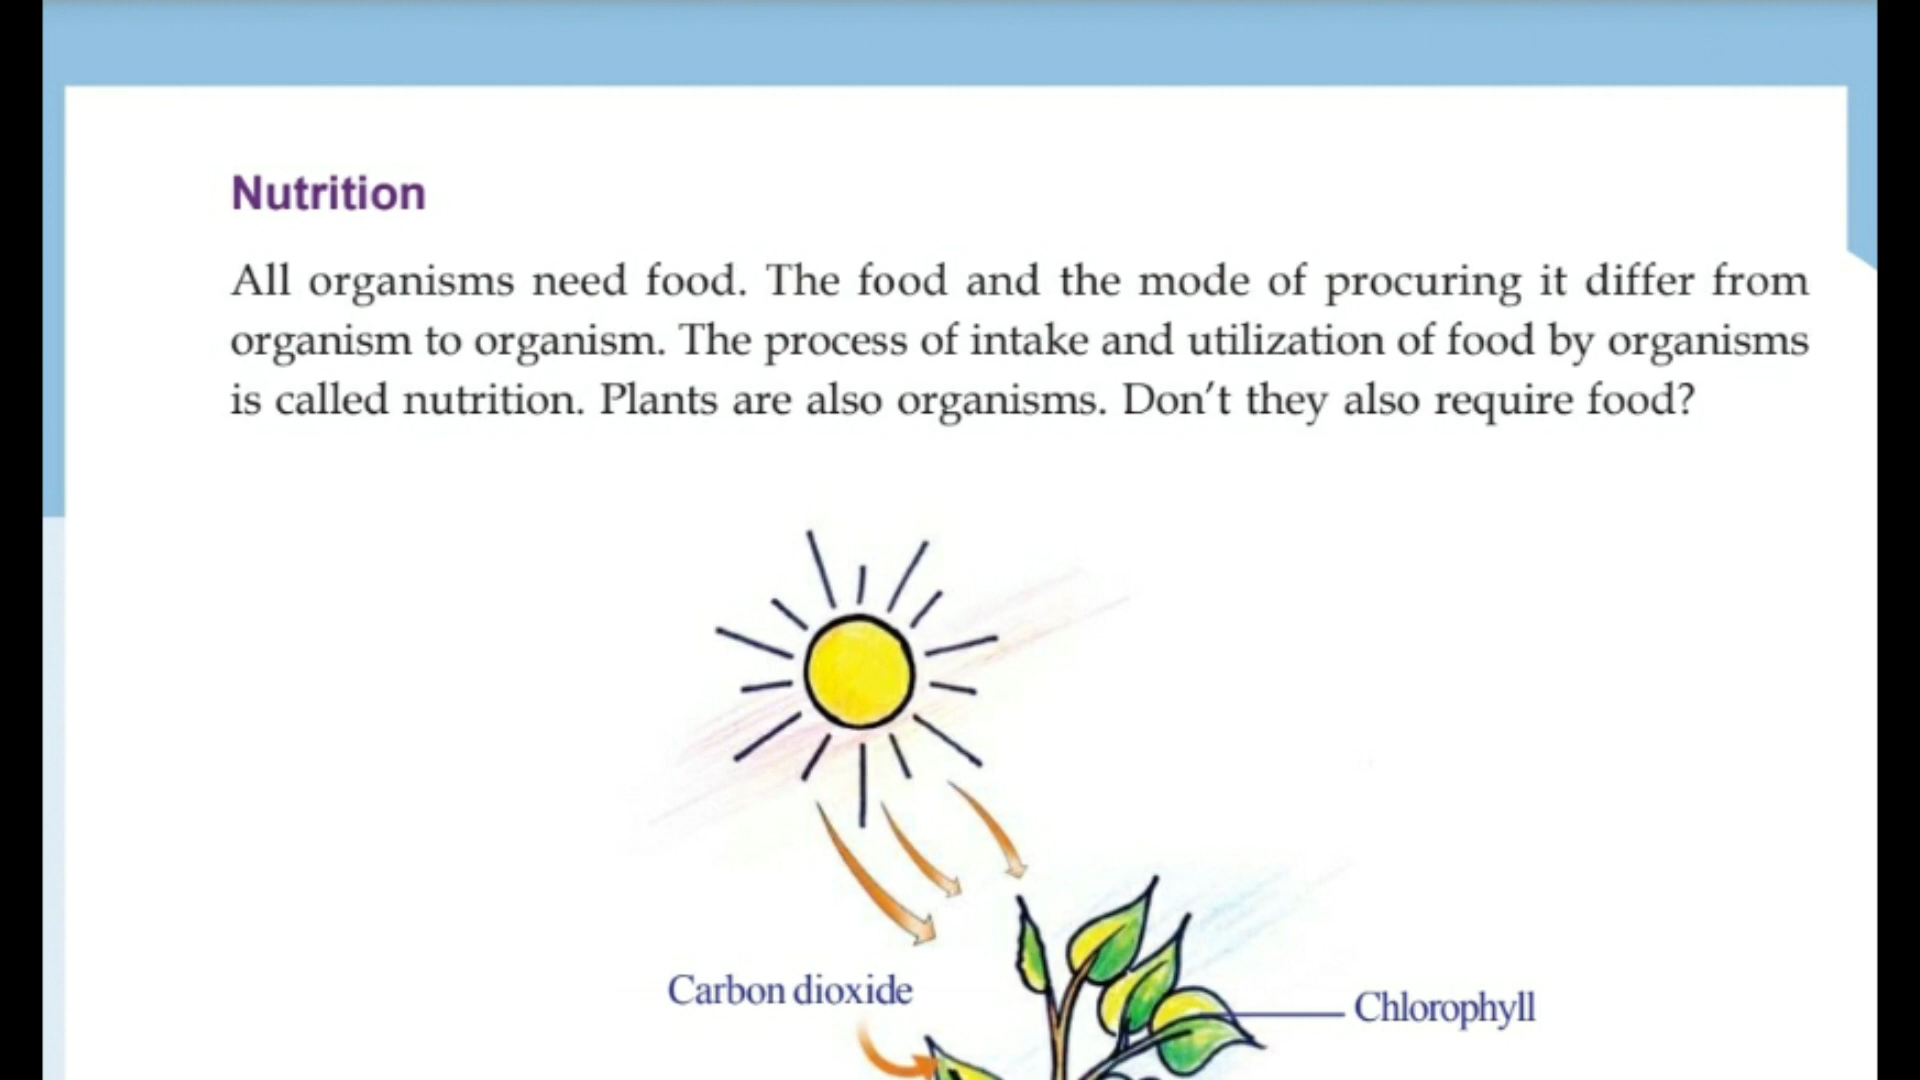 Nutrition
All organisms need food. The food and the mode of procuring it differ from
organism to organism. The process of intake and utilization of food by organisms
is called nutrition. Plants are also organisms. Don’t they also require food?
Carbon dioxide
Chlorophyll